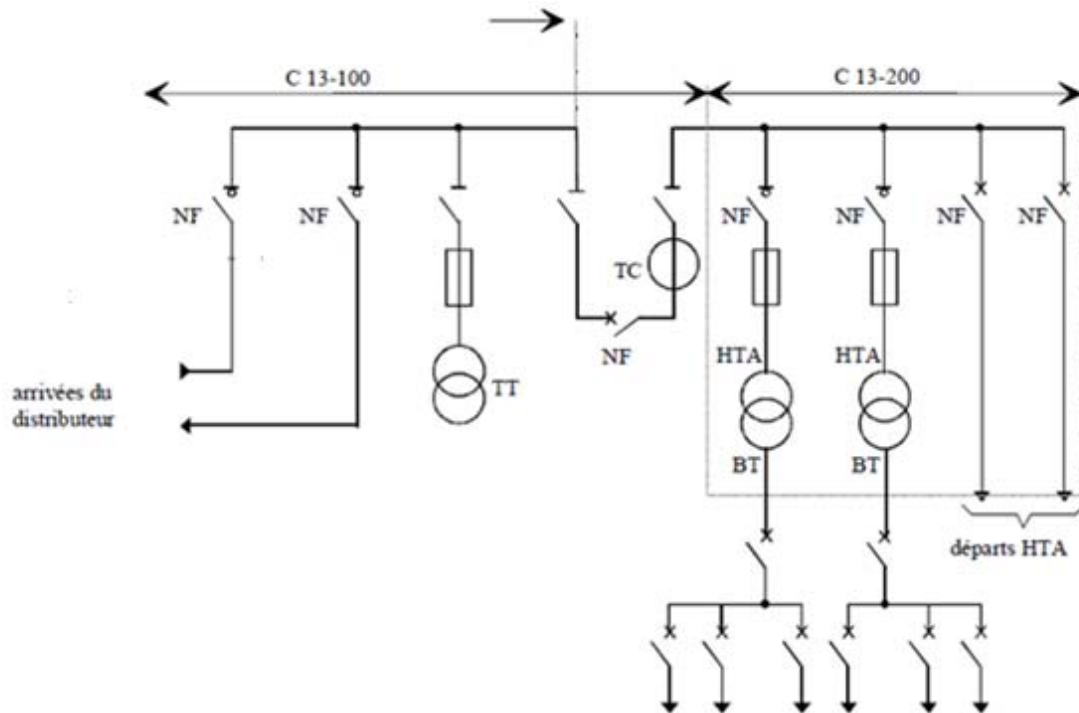 C 13-100
C 13-200
NF
NF
NF
NF
NF
NF
TC
NF
HTA
HTA
TT
arrivées du
distributeur
BT
BT
départs HTA